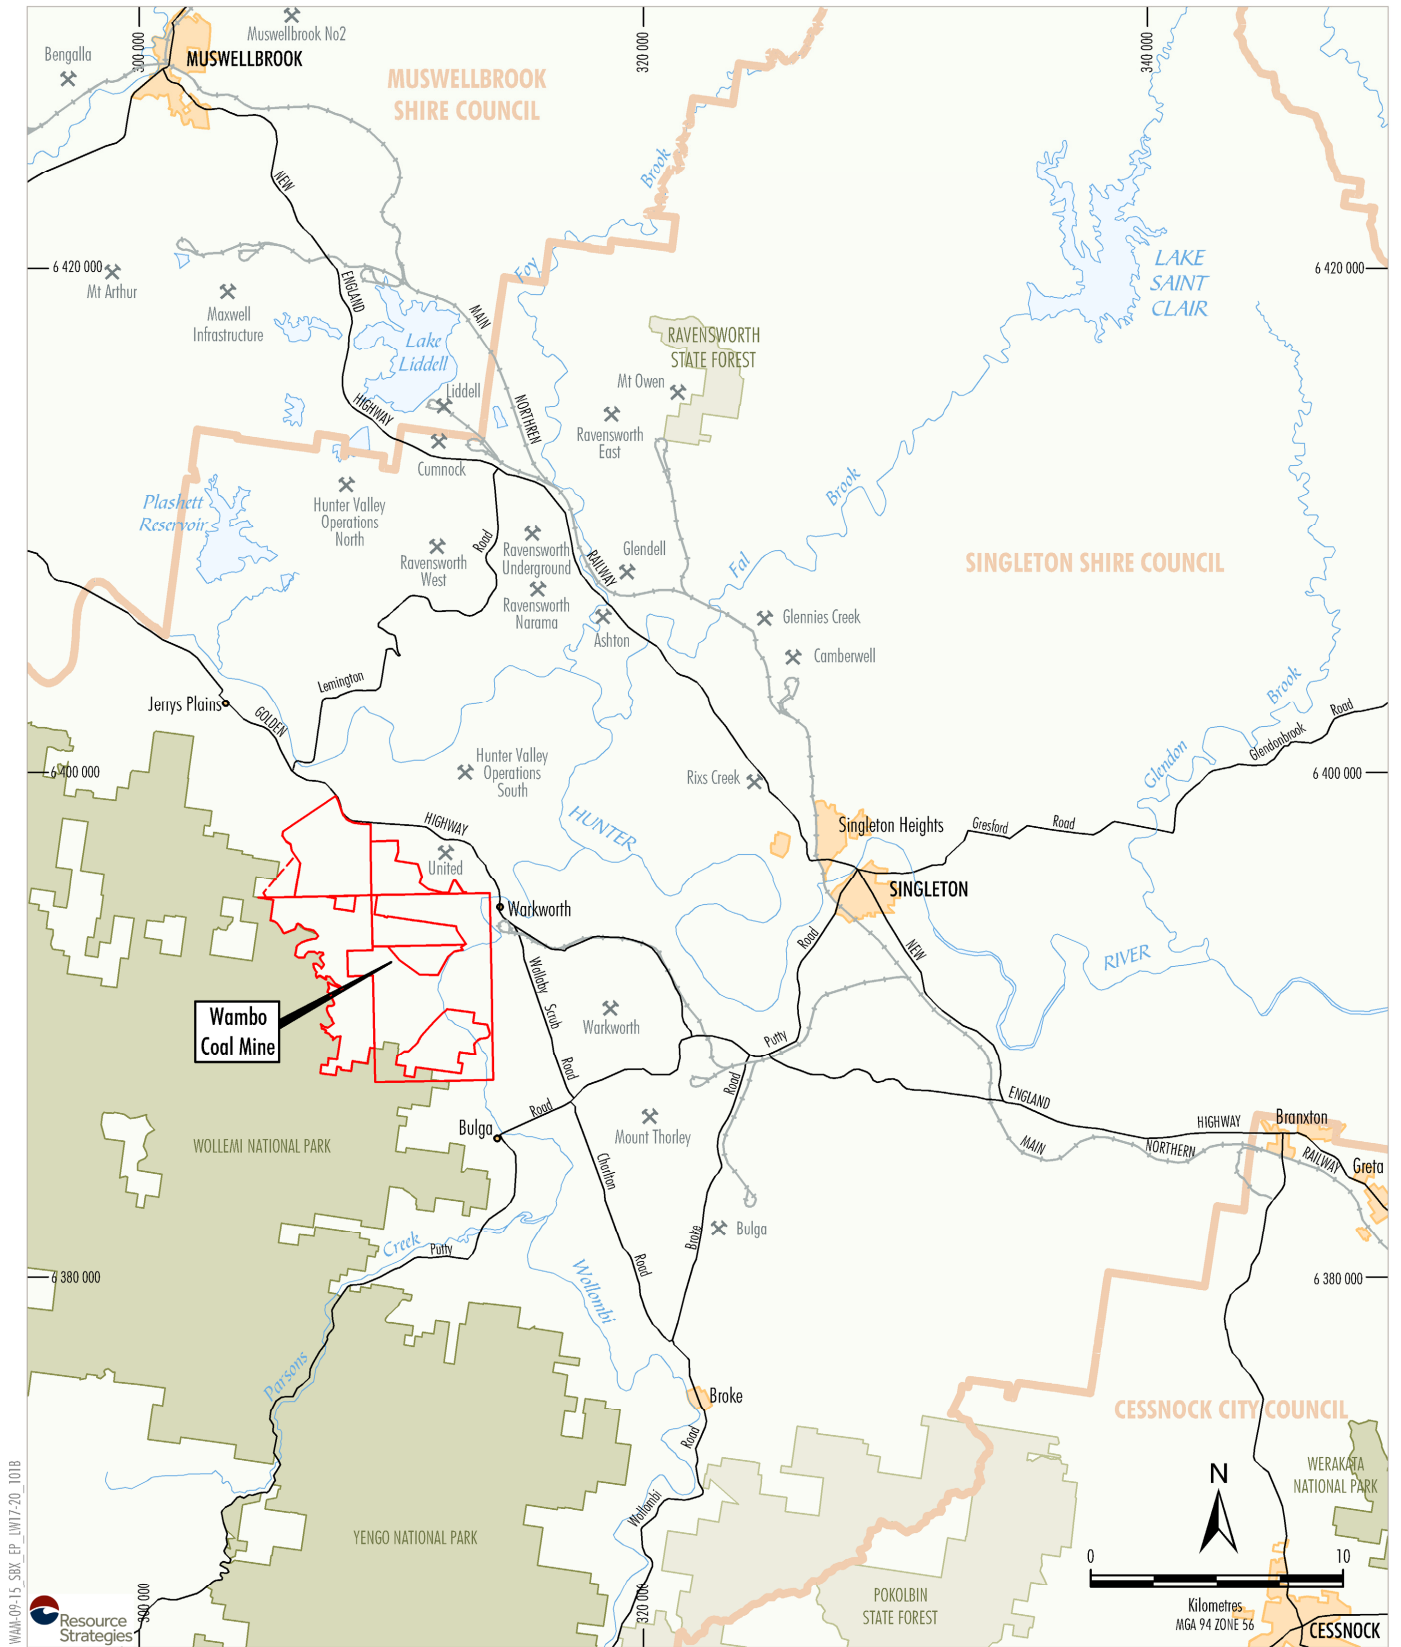 Muswellbrook No2
Bengalla
300 000
320 000
340 000
MUSWELLBROOK
MUSWELLBROOK
SHIRE COUNCIL
Brook
NEW
6 420 000
6 420 000
Mt Arthur
Maxwell
Infrastructure
ENGLAND
MAIN
Foy
LAKE
SAINT
CLAIR
Lake
Liddell
RAVENSWORTH
STATE FOREST
Mt Owen
Liddell
HIGHWAY
NORTHREN
Ravensworth
East
Cumnock
Plashett
Reservoir
Hunter Valley
Operations
North
Brook
Road
Ravensworth
West
Ravensworth
Underground
RAILWAY
Glendell
Fal
SINGLETON SHIRE COUNCIL
Ravensworth
Narama
Ashton
Glennies Creek
Camberwell
Lemington
Jerrys Plains
GOLDEN
Brook
Road
Glendonbrook
Glendon
Hunter Valley
Operations
South
6 400 000
6 400 000
Rixs Creek
HUNTER
HIGHWAY
United
Singleton Heights
Gresford
Road
SINGLETON
Warkworth
Road
NEW
RIVER
Wallaby
Scrub
Road
Warkworth
Wambo
Coal Mine
Putty
Road
Road
ENGLAND
HIGHWAY
Branxton
Bulga
Mount Thorley
MAIN
NORTHERN
RAILWAY
Greta
WOLLEMI NATIONAL PARK
Charlton
Road
Broke
Bulga
Creek
Putty
Wollombi
6 380 000
6 380 000
Parsons
Broke
Road
CESSNOCK CITY COUNCIL
WERAKATA
NATIONAL PARK
N
Wollombi
YENGO NATIONAL PARK
0
10
Kilometres
MGA 94 ZONE 56
POKOLBIN
STATE FOREST
CESSNOCK
300 000
320 000
Resource
Strategies
WAM-09-15_SBX_EP_LW17-20_101B